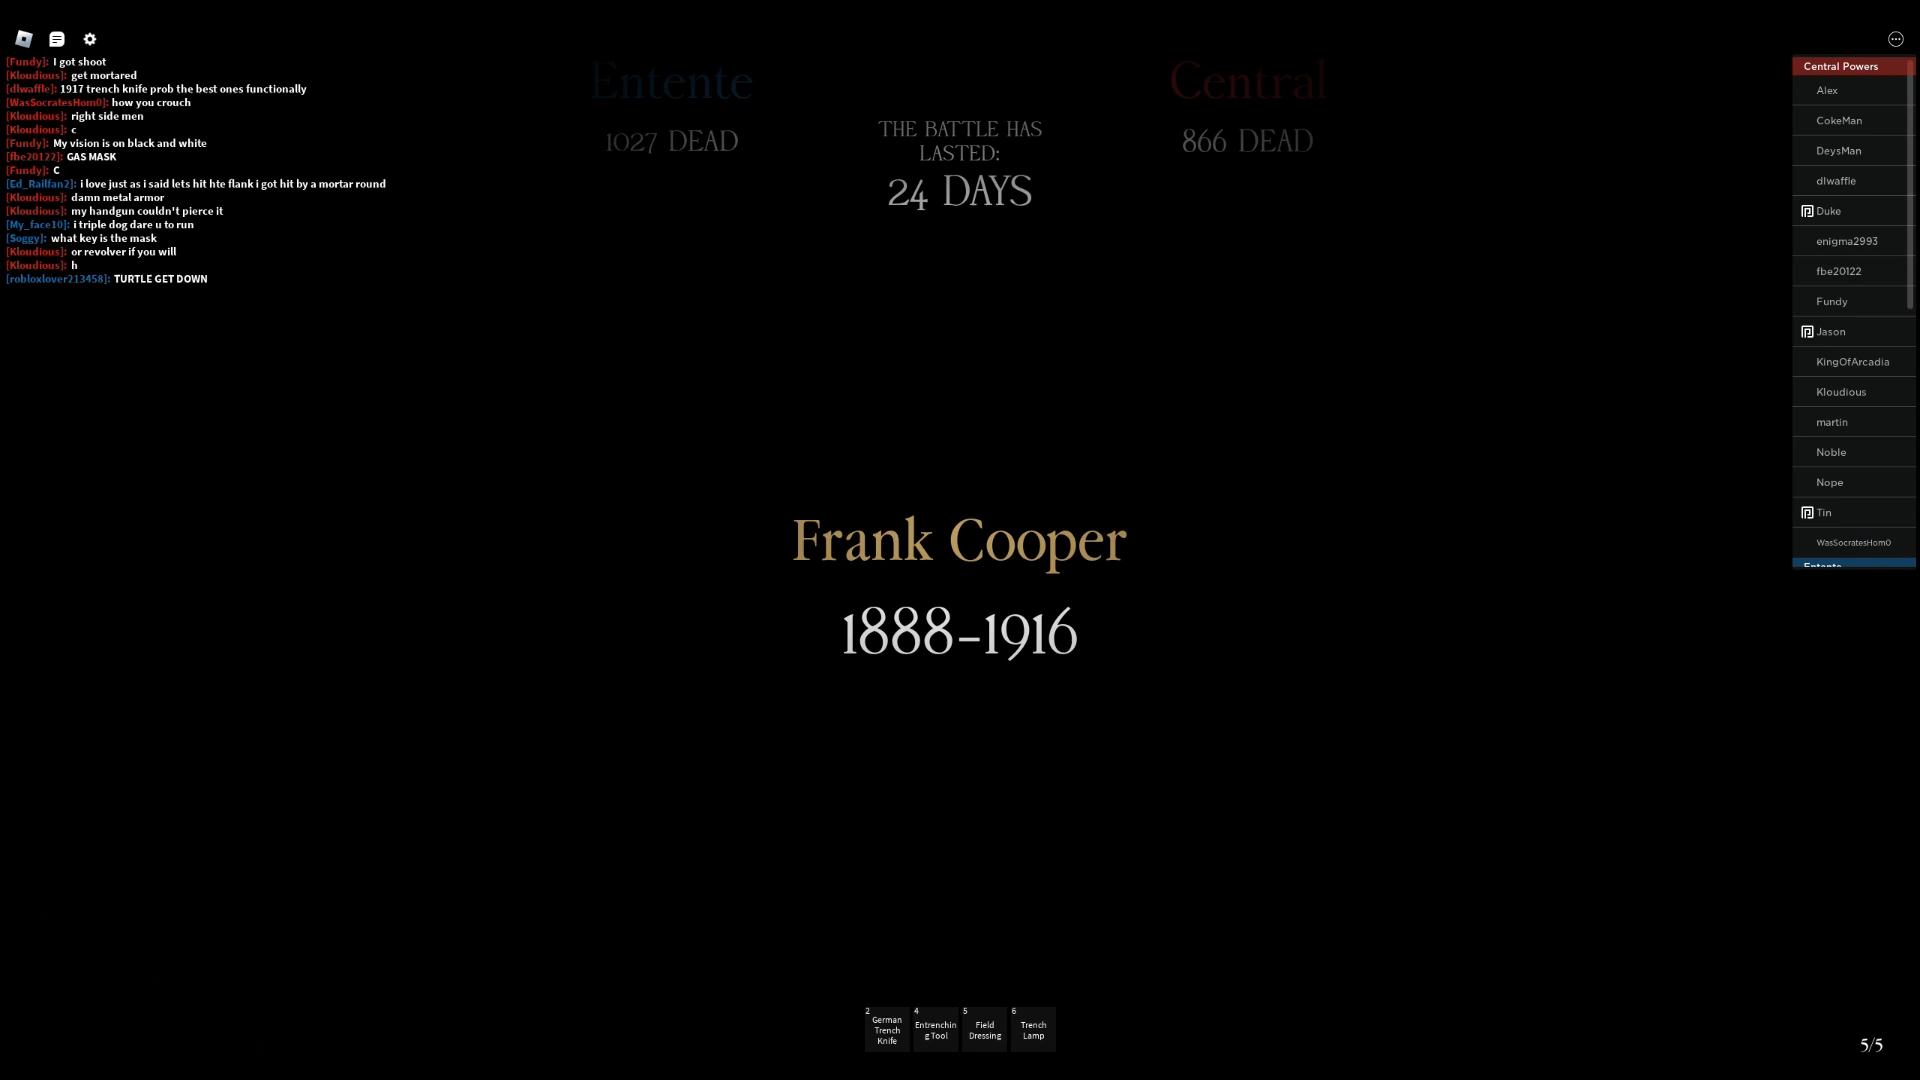 [Fundy]: I got shoot
[Kloudious]: get mortared
[dlwaffle]: 1917 trench knife prob the best ones functionally
[WasSocratesHom0]: how you crouch
[Kloudious]: right side men
[Kloudious]: c
[Fundy]: My vision is on black and white
[fbe20122]: GAS MASK
[Fundy]: C
[Ed_Railfan2]: i love just as i said lets hit hte flank i got hit by a mortar round
[Kloudious]: damn metal armor
[Kloudious]: my handgun couldn't pierce it
[My_face10]: i triple dog dare u to run
[Soggy]: what key is the mask
[Kloudious]: or revolver if you will
[Kloudious]: h
[robloxlover213458]: TURTLE GET DOWN
Entente
1027 DEAD
THE BATTLE HAS
LASTED:
24 DAYS
Central
866 DEAD
Frank Cooper
1888-1916
Central Powers
Alex
CokeMan
DeysMan
dlwaffle
Duke
enigma2993
fbe20122
Fundy
Jason
KingOfArcadia
Kloudious
martin
Noble
Nope
Tin
WasSocratesHom0
Entente
2
German
Trench
Knife
4
Entrenchin
g Tool
5
Field
Dressing
6
Trench
Lamp
5/5